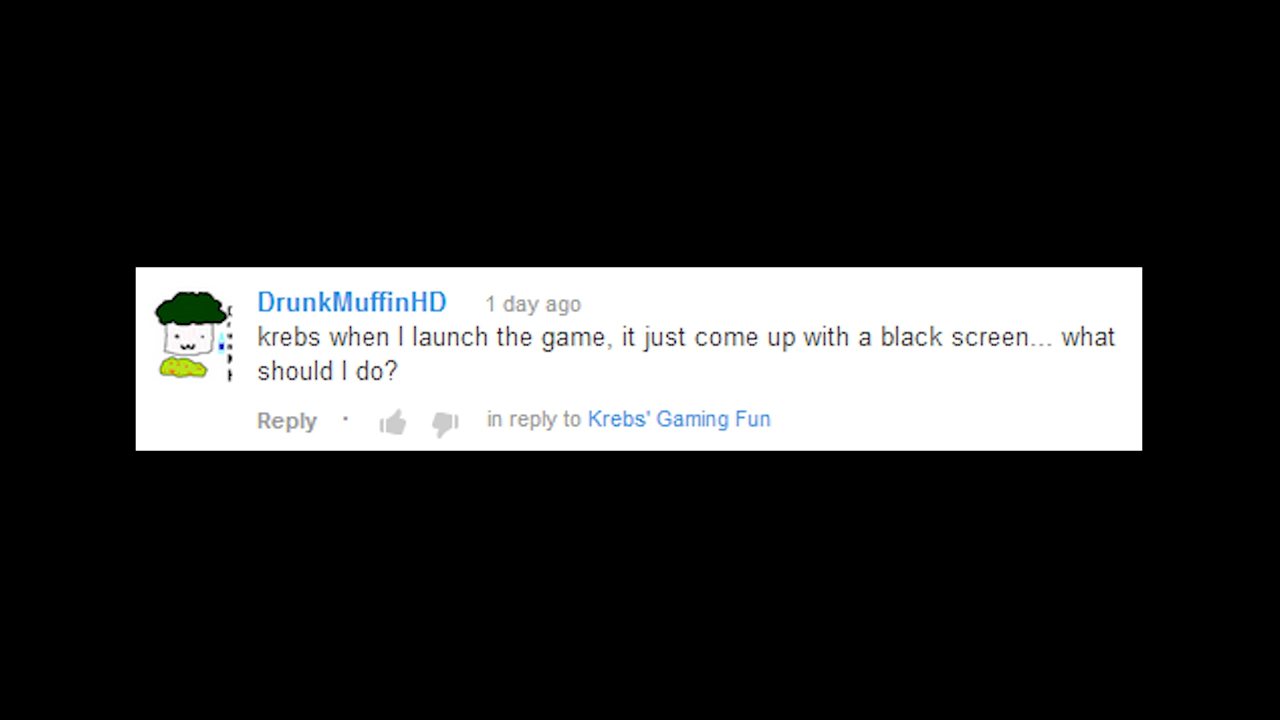 DrunkMuffinHD 1 day ago
krebs when I launch the game, it just come up with a black screen... what
should I do?
Reply · in reply to Krebs' Gaming Fun